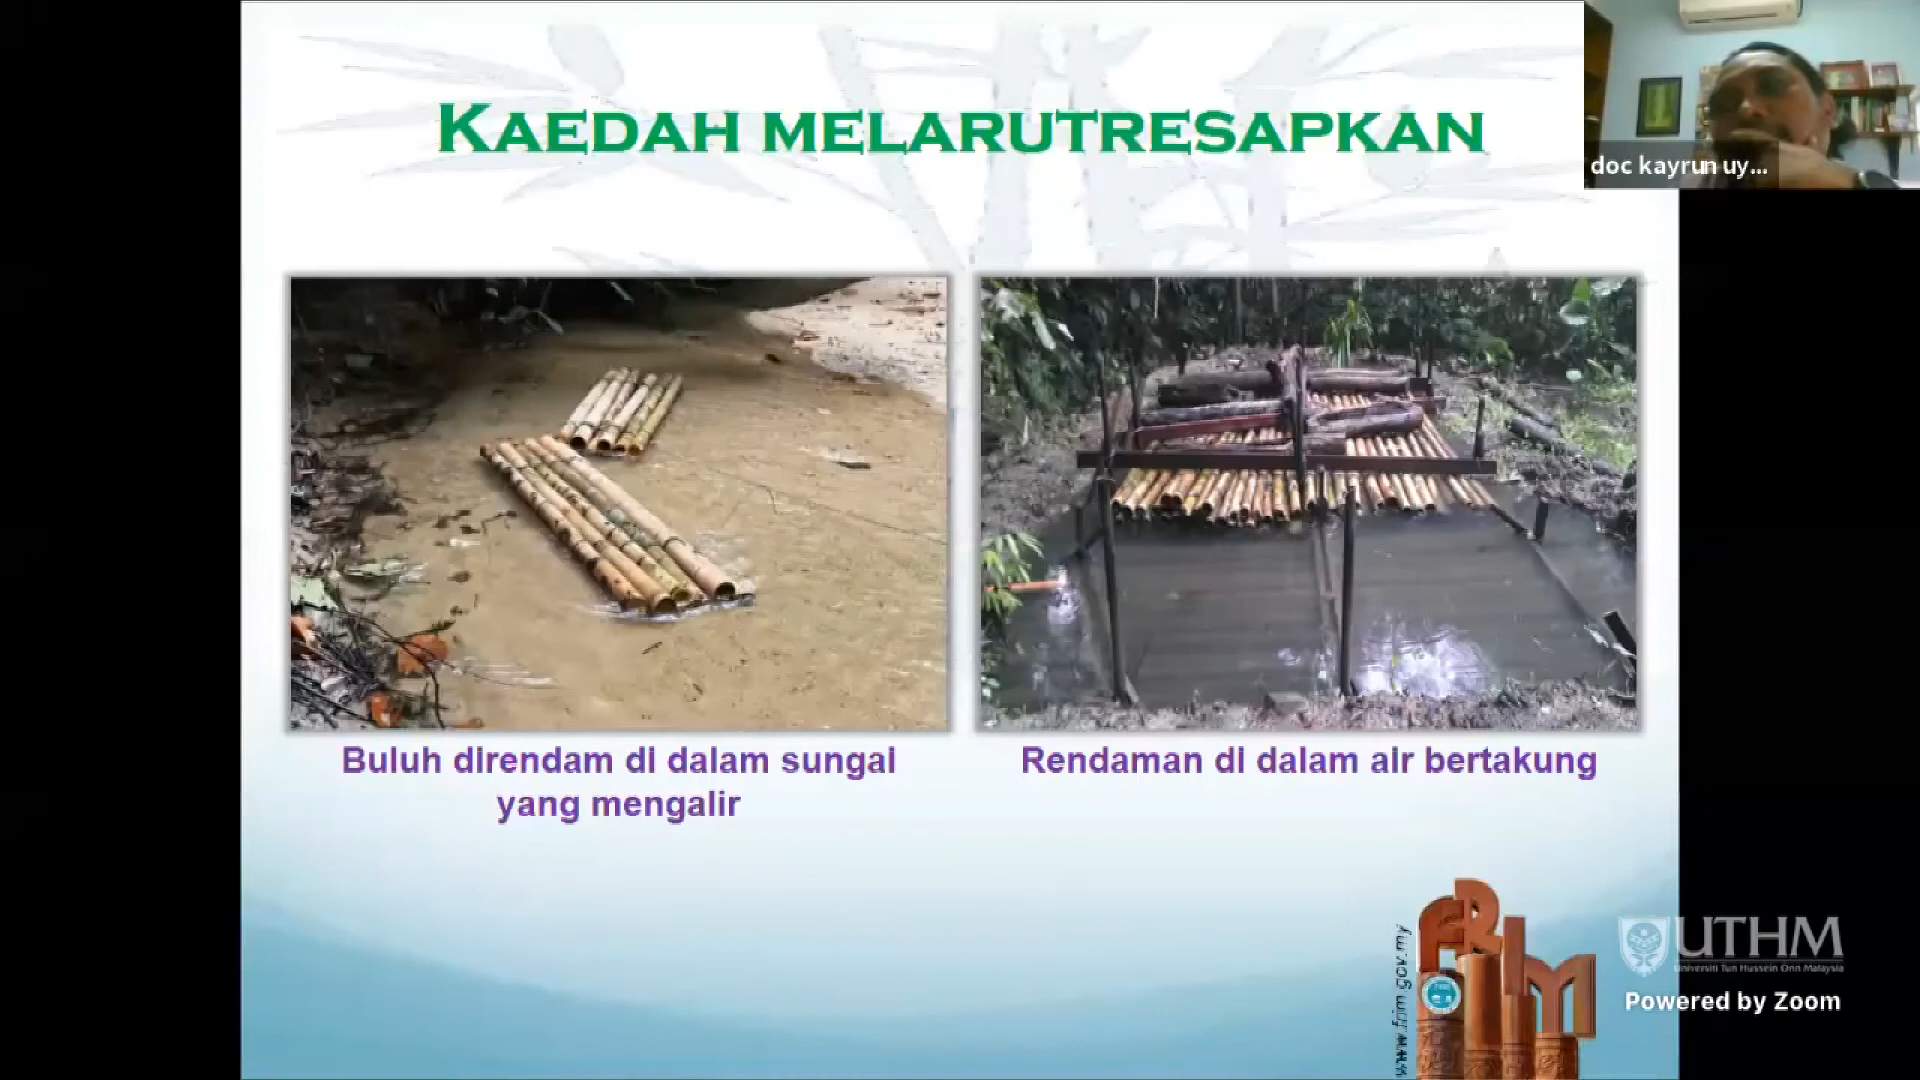 KAEDAH MELARUTRESAPKAN
doc kayrun uy...
Buluh direndam di dalam sungai
yang mengalir
Rendaman di dalam air bertakung
www.frim.gov.my
FRIM
UTHM
Universiti Tun Hussein Onn Malaysia
Powered by Zoom